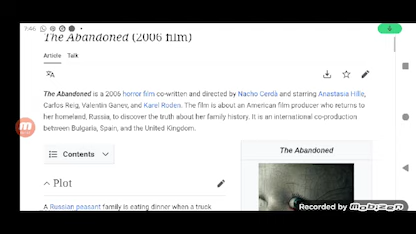 7:46
The Abandoned (2006 film)
Article Talk
The Abandoned is a 2006 horror film co-written and directed by Nacho Cerdà and starring Anastasia Hille,
Carlos Reig, Valentin Ganev, and Karel Roden. The film is about an American film producer who returns to
her homeland, Russia, to discover the truth about her family history. It is an international co-production
between Bulgaria, Spain, and the United Kingdom.
Contents
The Abandoned
Plot
A Russian peasant family is eating dinner when a truck
Recorded by Mobizen